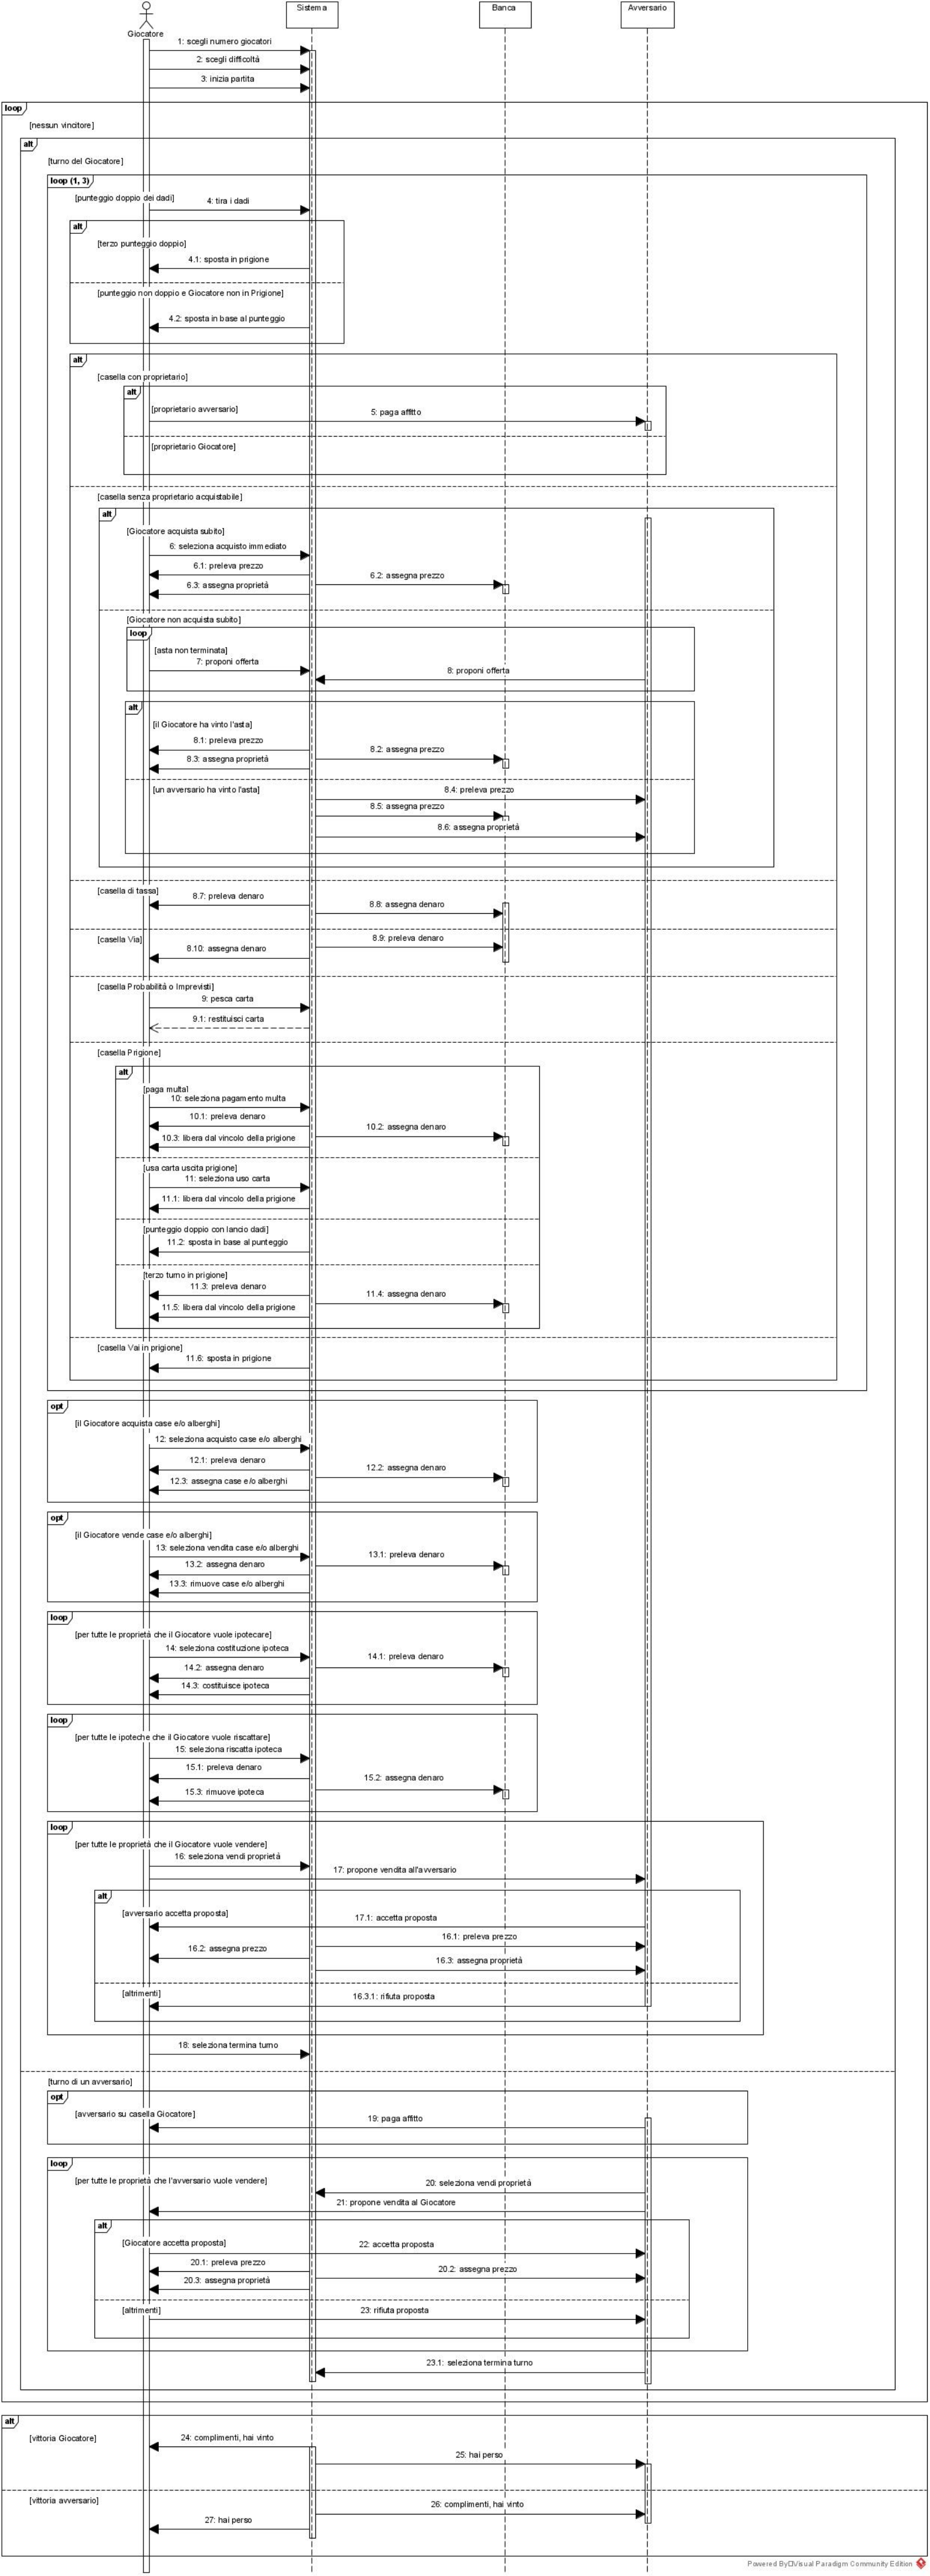 Giocatore
Sistema
Banca
Avversario
1: scegli numero giocatori
2: scegli difficoltà
3: inizia partita
loop
[nessun vincitore]
alt
[turno del Giocatore]
loop (1, 3)
[punteggio doppio dei dadi]
4: tira i dadi
alt
[terzo punteggio doppio]
4.1: sposta in prigione
[punteggio non doppio e Giocatore non in Prigione]
4.2: sposta in base al punteggio
alt
[casella con proprietario]
alt
[proprietario avversario]
5: paga affitto
[proprietario Giocatore]
[casella senza proprietario acquistabile]
alt
[Giocatore acquista subito]
6: seleziona acquisto immediato
6.1: preleva prezzo
6.2: assegna prezzo
6.3: assegna proprietà
[Giocatore non acquista subito]
loop
[asta non terminata]
7: proponi offerta
8: proponi offerta
alt
[il Giocatore ha vinto l'asta]
8.1: preleva prezzo
8.2: assegna prezzo
8.3: assegna proprietà
[un avversario ha vinto l'asta]
8.4: preleva prezzo
8.5: assegna prezzo
8.6: assegna proprietà
[casella di tassa]
8.7: preleva denaro
8.8: assegna denaro
[casella Via]
8.9: preleva denaro
8.10: assegna denaro
[casella Probabilità o Imprevisti]
9: pesca carta
9.1: restituisci carta
[casella Prigione]
alt
[paga multa]
10: seleziona pagamento multa
10.1: preleva denaro
10.2: assegna denaro
10.3: libera dal vincolo della prigione
[usa carta uscita prigione]
11: seleziona uso carta
11.1: libera dal vincolo della prigione
[punteggio doppio con lancio dadi]
11.2: sposta in base al punteggio
[terzo turno in prigione]
11.3: preleva denaro
11.4: assegna denaro
11.5: libera dal vincolo della prigione
[casella Vai in prigione]
11.6: sposta in prigione
opt
[il Giocatore acquista case e/o alberghi]
12: seleziona acquisto case e/o alberghi
12.1: preleva denaro
12.2: assegna denaro
12.3: assegna case e/o alberghi
opt
[il Giocatore vende case e/o alberghi]
13: seleziona vendita case e/o alberghi
13.1: preleva denaro
13.2: assegna denaro
13.3: rimuove case e/o alberghi
loop
[per tutte le proprietà che il Giocatore vuole ipotecare]
14: seleziona costituzione ipoteca
14.1: preleva denaro
14.2: assegna denaro
14.3: costituisce ipoteca
loop
[per tutte le ipoteche che il Giocatore vuole riscattare]
15: seleziona riscatta ipoteca
15.1: preleva denaro
15.2: assegna denaro
15.3: rimuove ipoteca
loop
[per tutte le proprietà che il Giocatore vuole vendere]
16: seleziona vendi proprietà
17: propone vendita all'avversario
alt
[avversario accetta proposta]
17.1: accetta proposta
16.1: preleva prezzo
16.2: assegna prezzo
16.3: assegna proprietà
[altrimenti]
16.3.1: rifiuta proposta
18: seleziona termina turno
[turno di un avversario]
opt
[avversario su casella Giocatore]
19: paga affitto
loop
[per tutte le proprietà che l'avversario vuole vendere]
20: seleziona vendi proprietà
21: propone vendita al Giocatore
alt
[Giocatore accetta proposta]
22: accetta proposta
20.1: preleva prezzo
20.2: assegna prezzo
20.3: assegna proprietà
[altrimenti]
23: rifiuta proposta
23.1: seleziona termina turno
alt
[vittoria Giocatore]
24: complimenti, hai vinto
25: hai perso
[vittoria avversario]
26: complimenti, hai vinto
27: hai perso
Powered By□Visual Paradigm Community Edition